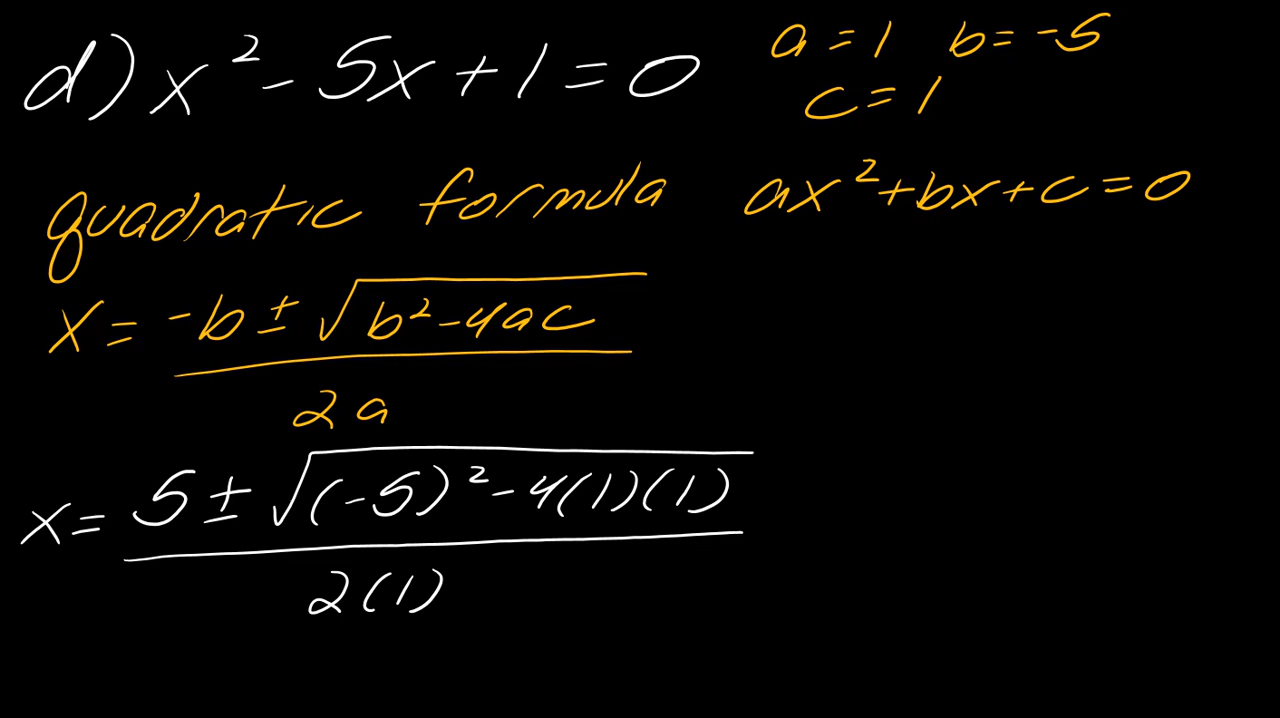 d) x² - 5x + 1 = 0
a = 1 b = -5
c = 1
quadratic formula ax² + bx + c = 0
x = (-b ± √(b² - 4ac)) / 2a
x = (5 ± √((-5)² - 4(1)(1))) / 2(1)